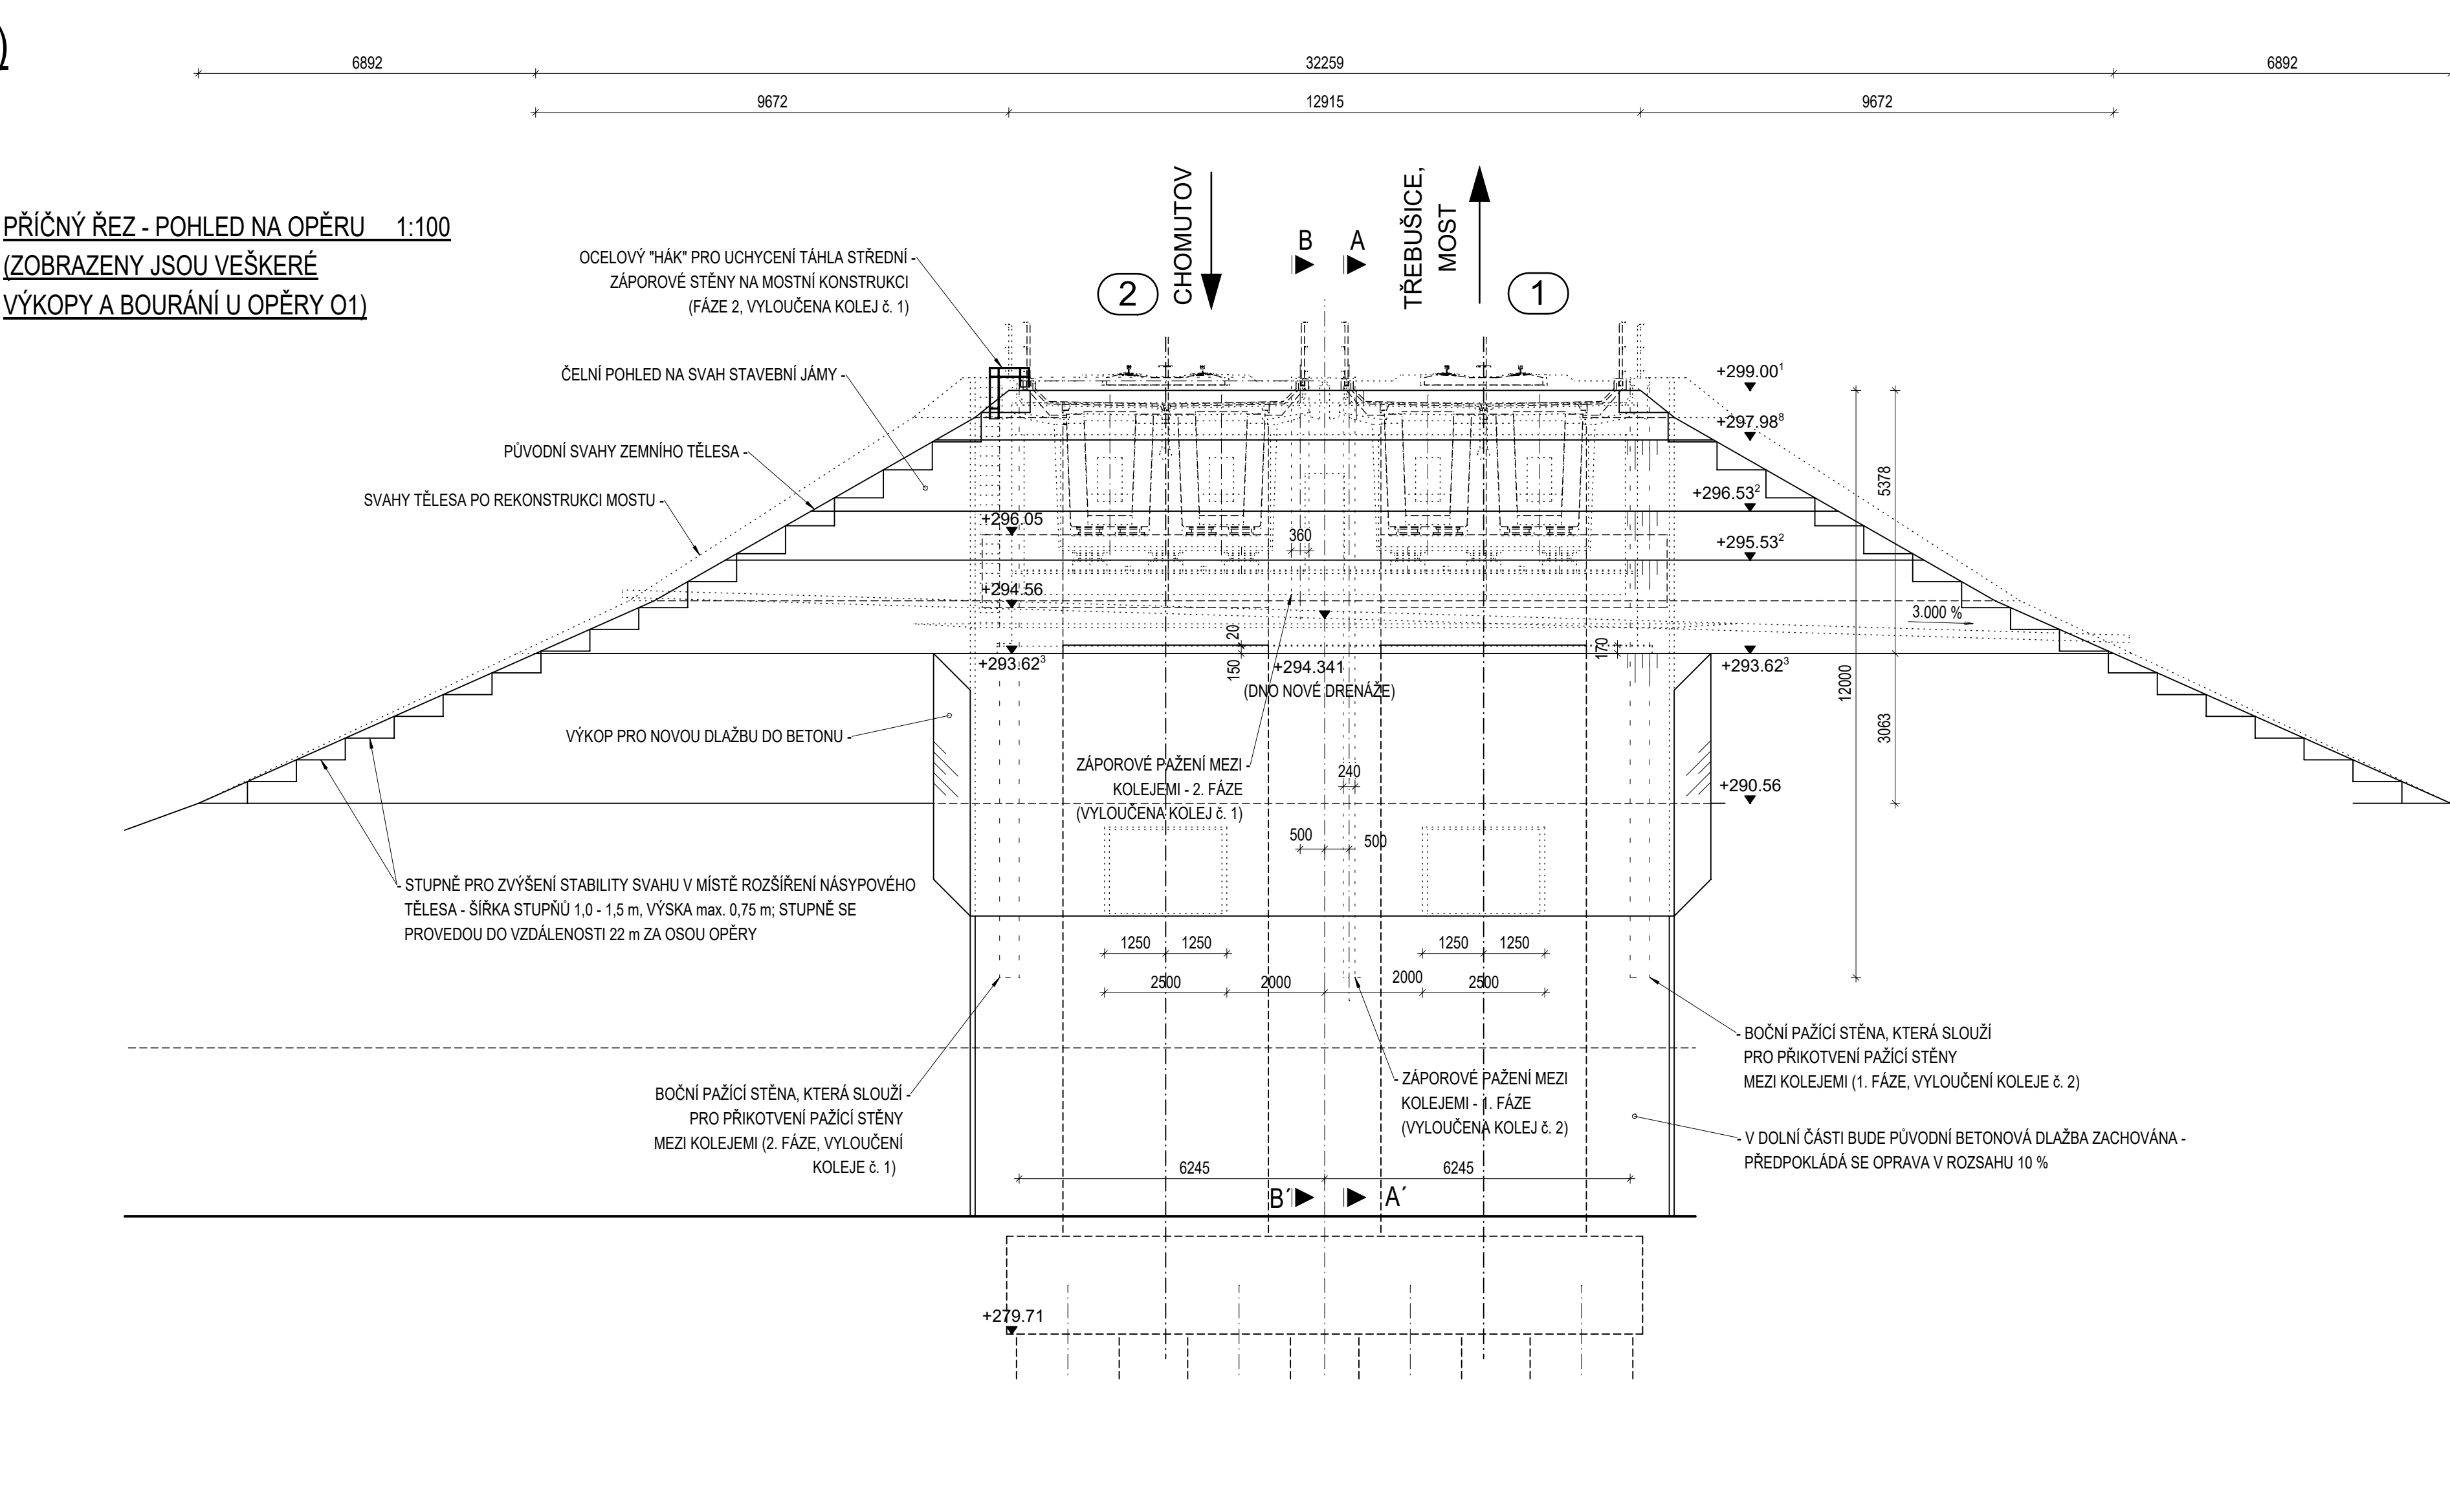 )
6892
32259
6892
9672
12915
9672
PŘÍČNÝ ŘEZ - POHLED NA OPĚRU 1:100
(ZOBRAZENY JSOU VEŠKERÉ
VÝKOPY A BOURÁNÍ U OPĚRY O1)
OCELOVÝ "HÁK" PRO UCHYCENÍ TÁHLA STŘEDNÍ -
ZÁPOROVÉ STĚNY NA MOSTNÍ KONSTRUKCI
(FÁZE 2, VYLOUČENA KOLEJ č. 1)
2
CHOMUTOV
B
A
TŘEBUŠICE,
MOST
1
ČELNÍ POHLED NA SVAH STAVEBNÍ JÁMY -
PŮVODNÍ SVAHY ZEMNÍHO TĚLESA -
SVAHY TĚLESA PO REKONSTRUKCI MOSTU -
+299.00¹
+297.98⁸
+296.53²
+295.53²
+296.05
+294.56
360
5378
3.000 %
20
150
170
+293.62³
+294.341
(DNO NOVÉ DRENÁŽE)
+293.62³
12000
3063
VÝKOP PRO NOVOU DLAŽBU DO BETONU -
ZÁPOROVÉ PAŽENÍ MEZI -
KOLEJEMI - 2. FÁZE
(VYLOUČENA KOLEJ č. 1)
240
+290.56
500
500
- STUPNĚ PRO ZVÝŠENÍ STABILITY SVAHU V MÍSTĚ ROZŠÍŘENÍ NÁSYPOVÉHO
TĚLESA - ŠÍŘKA STUPŇŮ 1,0 - 1,5 m, VÝSKA max. 0,75 m; STUPNĚ SE
PROVEDOU DO VZDÁLENOSTI 22 m ZA OSOU OPĚRY
1250
1250
1250
1250
2500
2000
2000
2500
BOČNÍ PAŽÍCÍ STĚNA, KTERÁ SLOUŽÍ -
PRO PŘIKOTVENÍ PAŽÍCÍ STĚNY
MEZI KOLEJEMI (2. FÁZE, VYLOUČENÍ
KOLEJE č. 1)
- ZÁPOROVÉ PAŽENÍ MEZI
KOLEJEMI - 1. FÁZE
(VYLOUČENA KOLEJ č. 2)
- BOČNÍ PAŽÍCÍ STĚNA, KTERÁ SLOUŽÍ
PRO PŘIKOTVENÍ PAŽÍCÍ STĚNY
MEZI KOLEJEMI (1. FÁZE, VYLOUČENÍ KOLEJE č. 2)
- V DOLNÍ ČÁSTI BUDE PŮVODNÍ BETONOVÁ DLAŽBA ZACHOVÁNA -
PŘEDPOKLÁDÁ SE OPRAVA V ROZSAHU 10 %
6245
6245
B´
A´
+279.71